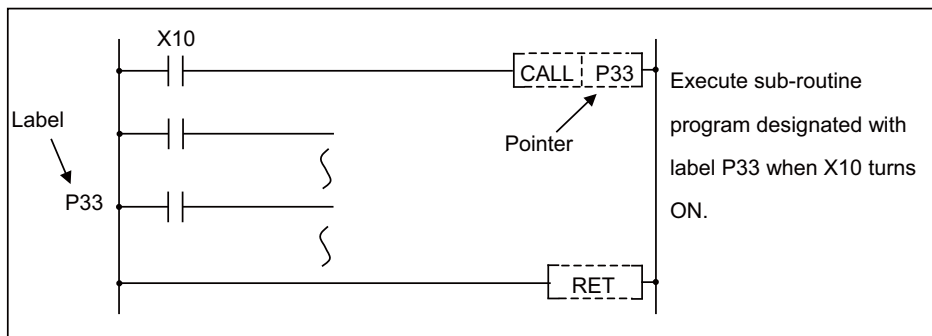 X10
CALL P33
Label
Pointer
P33
RET
Execute sub-routine
program designated with
label P33 when X10 turns
ON.